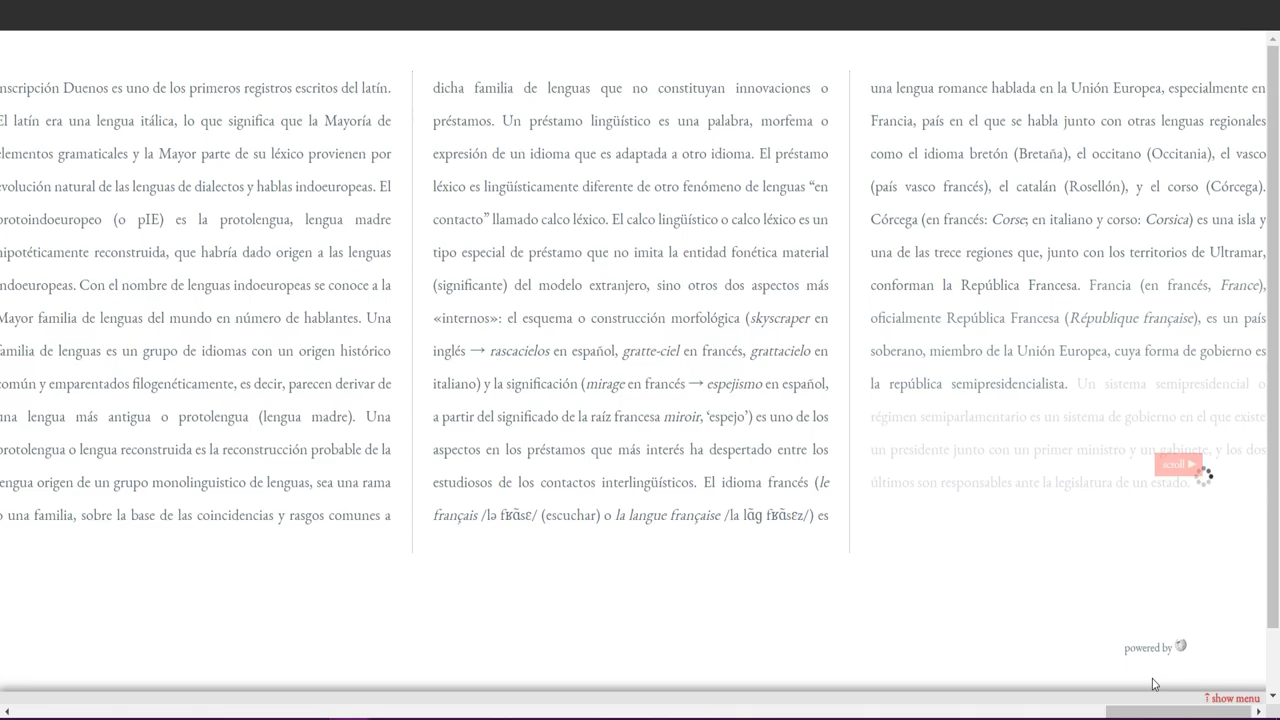 nscripción Duenos es uno de los primeros registros escritos del latín.
El latín era una lengua itálica, lo que significa que la Mayoría de
elementos gramaticales y la Mayor parte de su léxico provienen por
evolución natural de las lenguas de dialectos y hablas indoeuropeas. El
protoindoeuropeo (o pIE) es la protolengua, lengua madre
hipotéticamente reconstruida, que habría dado origen a las lenguas
indoeuropeas. Con el nombre de lenguas indoeuropeas se conoce a la
Mayor familia de lenguas del mundo en número de hablantes. Una
familia de lenguas es un grupo de idiomas con un origen histórico
común y emparentados filogenéticamente, es decir, parecen derivar de
una lengua más antigua o protolengua (lengua madre). Una
protolengua o lengua reconstruida es la reconstrucción probable de la
lengua origen de un grupo monolinguistico de lenguas, sea una rama
o una familia, sobre la base de las coincidencias y rasgos comunes a
dicha familia de lenguas que no constituyan innovaciones o
préstamos. Un préstamo lingüístico es una palabra, morfema o
expresión de un idioma que es adaptada a otro idioma. El préstamo
léxico es lingüísticamente diferente de otro fenómeno de lenguas “en
contacto” llamado calco léxico. El calco lingüístico o calco léxico es un
tipo especial de préstamo que no imita la entidad fonética material
(significante) del modelo extranjero, sino otros dos aspectos más
«internos»: el esquema o construcción morfológica (skyscraper en
inglés → rascacielos en español, gratte-ciel en francés, grattacielo en
italiano) y la significación (mirage en francés → espejismo en español,
a partir del significado de la raíz francesa miroir, ‘espejo’) es uno de los
aspectos en los préstamos que más interés ha despertado entre los
estudiosos de los contactos interlingüísticos. El idioma francés (le
français /lə fʁɑ̃sɛ/ (escuchar) o la langue française /la lɑ̃ɡ fʁɑ̃sɛz/) es
una lengua romance hablada en la Unión Europea, especialmente en
Francia, país en el que se habla junto con otras lenguas regionales
como el idioma bretón (Bretaña), el occitano (Occitania), el vasco
(país vasco francés), el catalán (Rosellón), y el corso (Córcega).
Córcega (en francés: Corse; en italiano y corso: Corsica) es una isla y
una de las trece regiones que, junto con los territorios de Ultramar,
conforman la República Francesa. Francia (en francés, France),
oficialmente República Francesa (République française), es un país
soberano, miembro de la Unión Europea, cuya forma de gobierno es
la república semipresidencialista. Un sistema semipresidencial o
régimen semiparlamentario es un sistema de gobierno en el que existe
un presidente junto con un primer ministro y un gabinete, y los dos
últimos son responsables ante la legislatura de un estado.
scroll ▶
powered by
⇡ show menu